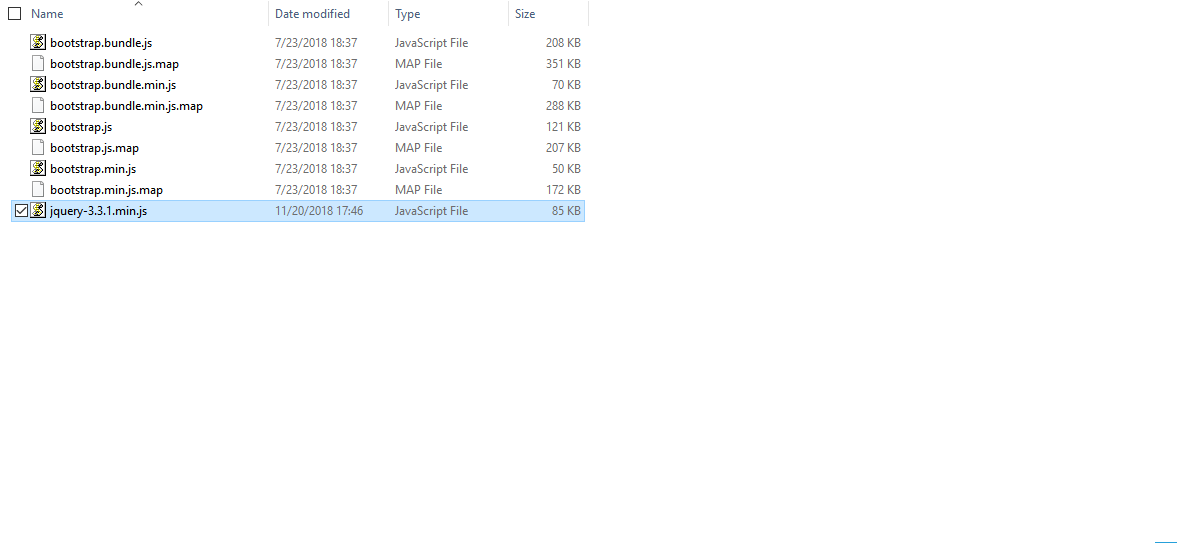 Name Date modified Type Size
bootstrap.bundle.js 7/23/2018 18:37 JavaScript File 208 KB
bootstrap.bundle.js.map 7/23/2018 18:37 MAP File 351 KB
bootstrap.bundle.min.js 7/23/2018 18:37 JavaScript File 70 KB
bootstrap.bundle.min.js.map 7/23/2018 18:37 MAP File 288 KB
bootstrap.js 7/23/2018 18:37 JavaScript File 121 KB
bootstrap.js.map 7/23/2018 18:37 MAP File 207 KB
bootstrap.min.js 7/23/2018 18:37 JavaScript File 50 KB
bootstrap.min.js.map 7/23/2018 18:37 MAP File 172 KB
jquery-3.3.1.min.js 11/20/2018 17:46 JavaScript File 85 KB